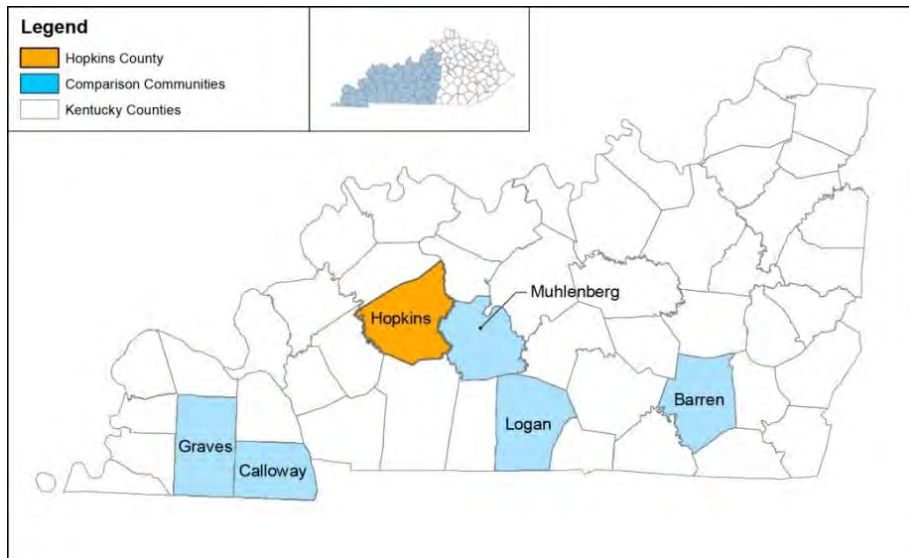 Legend
Hopkins County
Comparison Communities
Kentucky Counties
Muhlenberg
Hopkins
Barren
Logan
Graves
Calloway